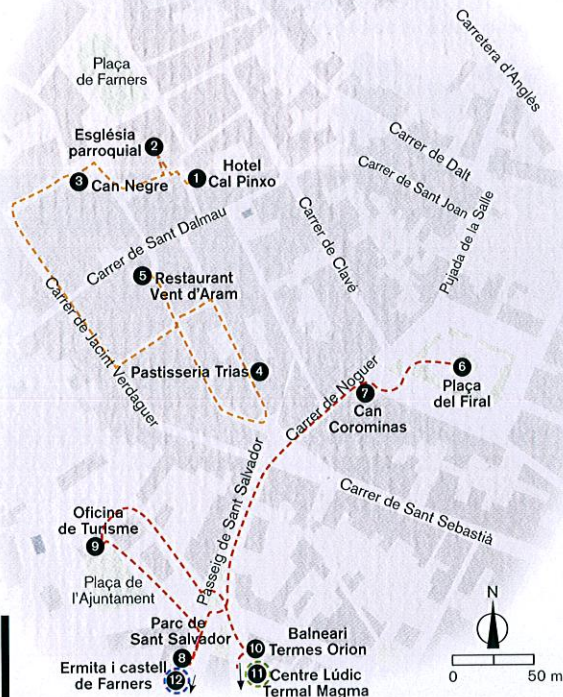 Carretera d'Anglès
Plaça
de Farners
Església
parroquial
2
Hotel
Cal Pinxo
1
3
Can Negre
Carrer de Dalt
Carrer de Sant Joan
Pujada de la Salle
Carrer de Clavé
Carrer de Sant Dalmau
5
Restaurant
Vent d'Aram
Carrer de Jacint Verdaguer
Pastisseria Trias
4
Carrer de Noguer
6
Plaça
del Firal
7
Can
Corominas
Passeig de Sant Salvador
Carrer de Sant Sebastià
Oficina
de Turisme
9
Plaça de
l'Ajuntament
Parc de
Sant Salvador
8
Balneari
Termes Orion
10
Ermita i castell
de Farners
12
11
Centre Lúdic
Termal Magma
N
0
50 m